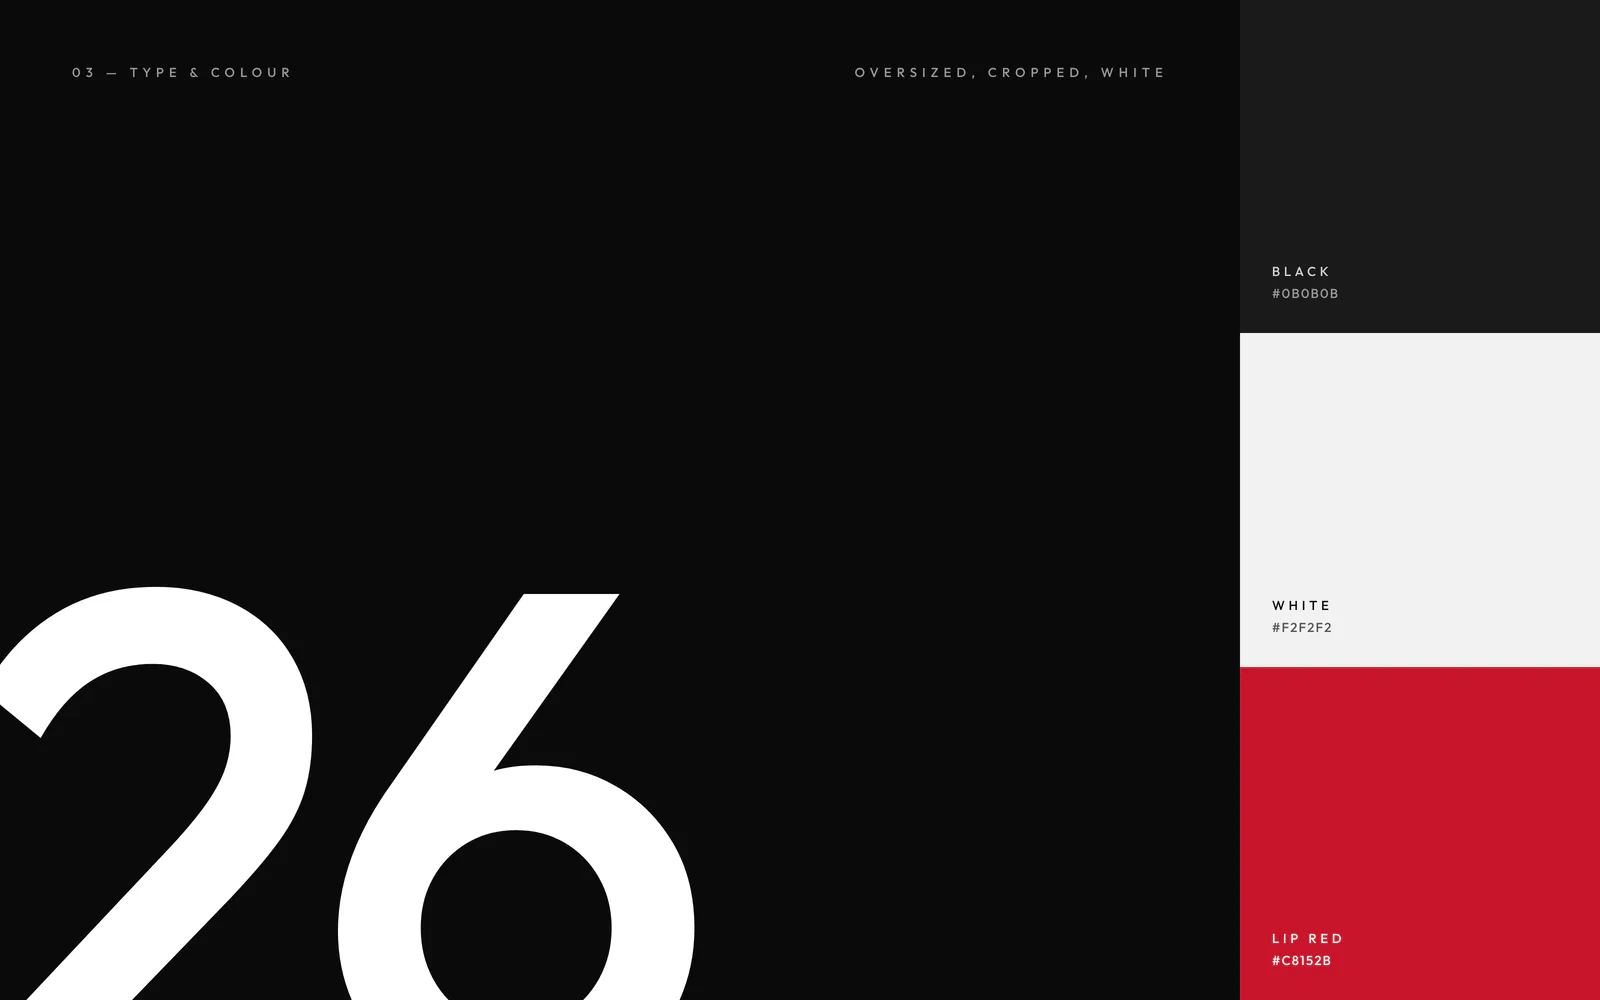 03 — TYPE & COLOUR
OVERSIZED, CROPPED, WHITE
26
BLACK
#0B0B0B
WHITE
#F2F2F2
LIP RED
#C8152B